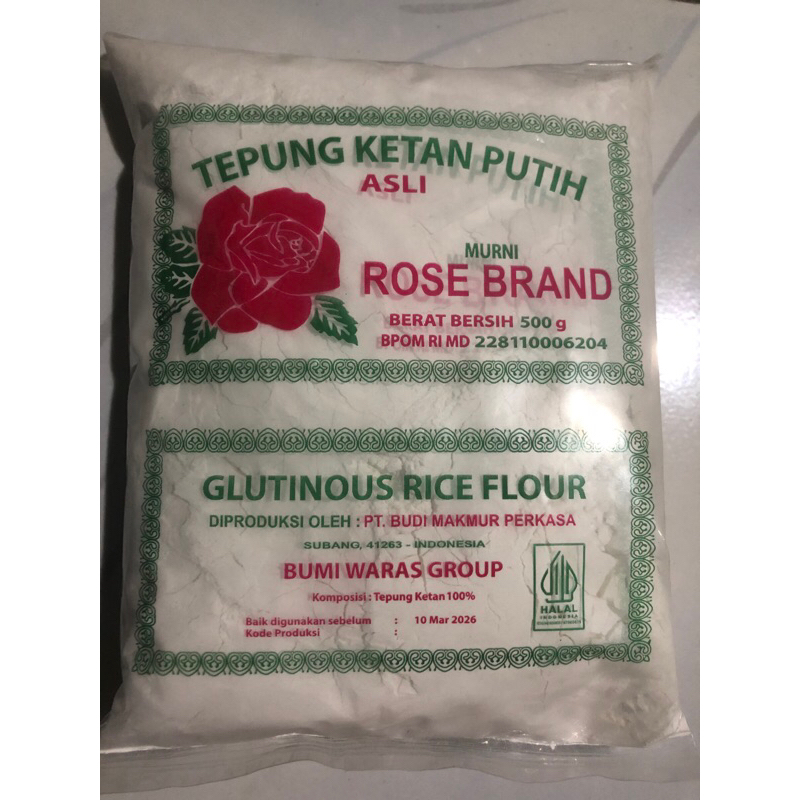 TEPUNG KETAN PUTIH
ASLI
MURNI
ROSE BRAND
BERAT BERSIH 500 g
BPOM RI MD 228110006204
GLUTINOUS RICE FLOUR
DIPRODUKSI OLEH : PT. BUDI MAKMUR PERKASA
SUBANG, 41263 - INDONESIA
BUMI WARAS GROUP
Komposisi : Tepung Ketan 100%
Baik digunakan sebelum : 10 Mar 2026
Kode Produksi :
HALAL
INDONESIA